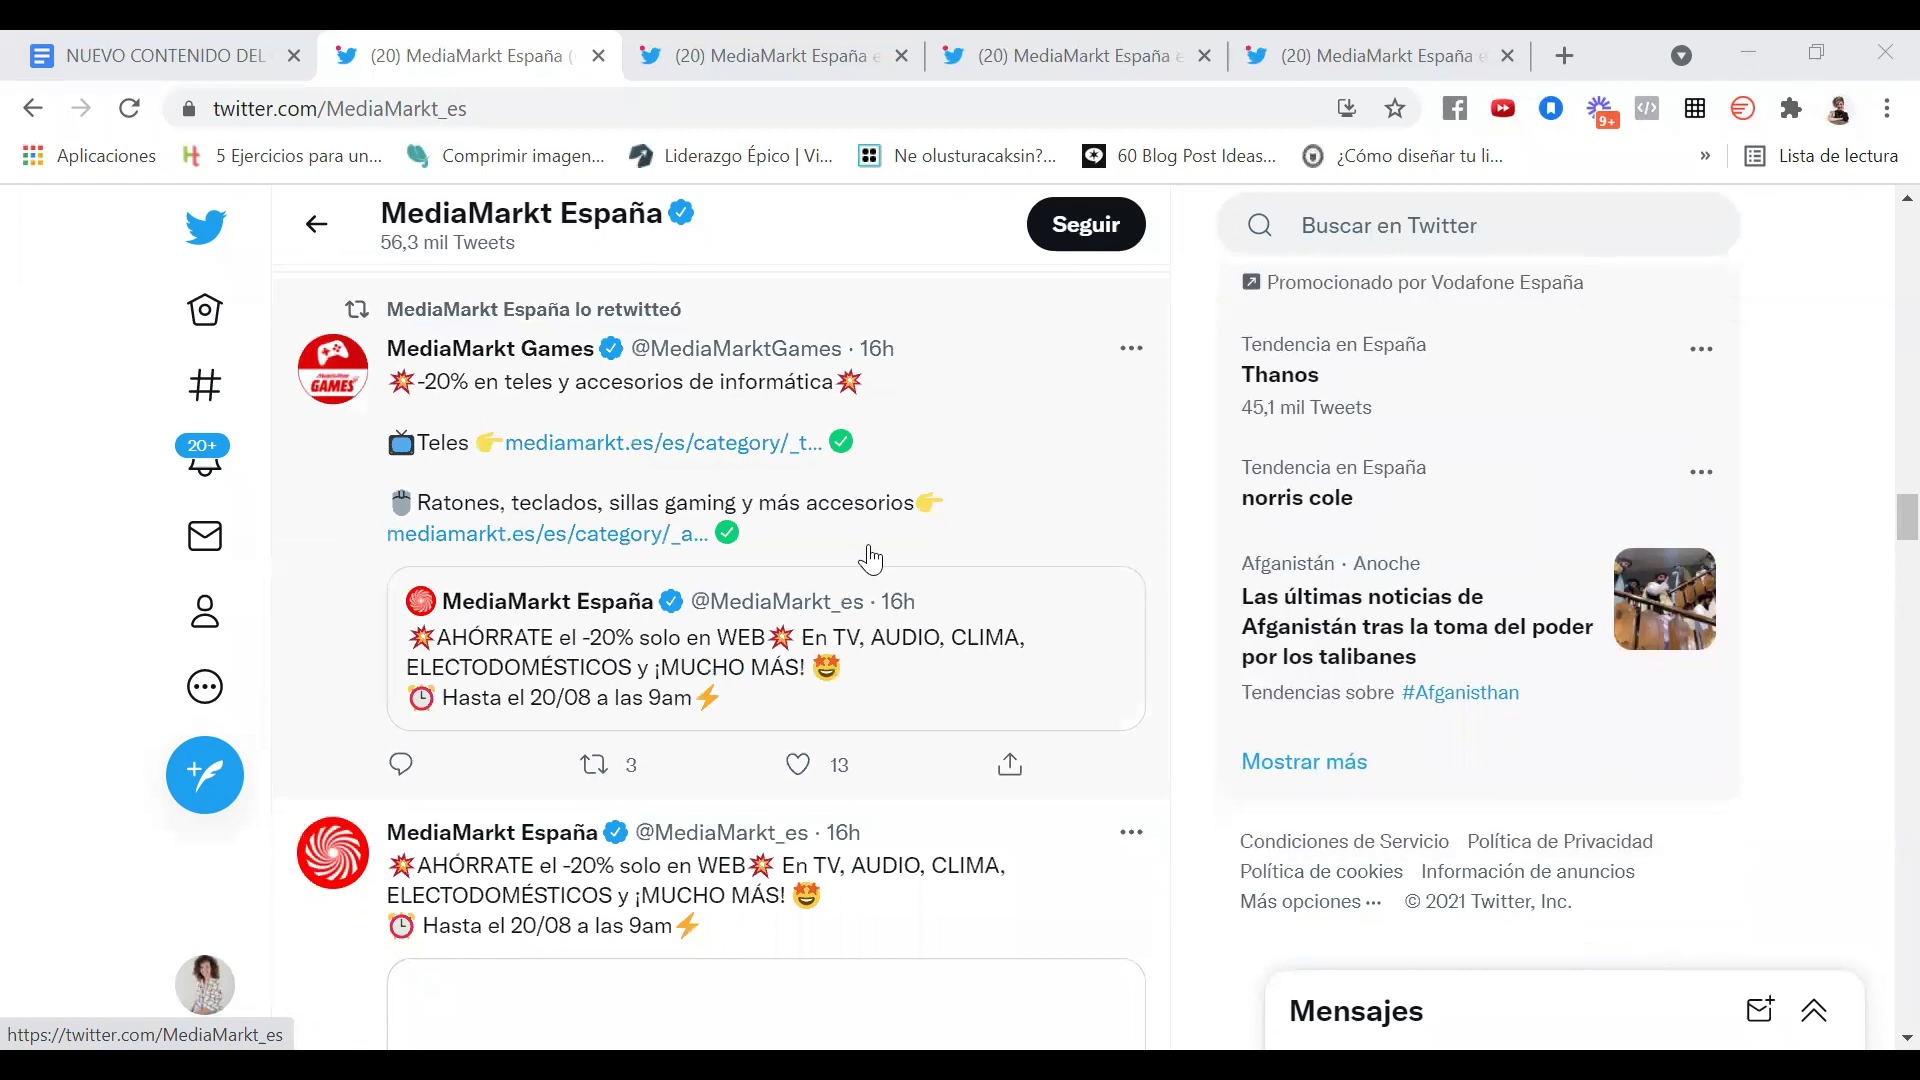 NUEVO CONTENIDO DEL
(20) MediaMarkt España (
(20) MediaMarkt España e
(20) MediaMarkt España e
(20) MediaMarkt España e
twitter.com/MediaMarkt_es
9+
Aplicaciones
5 Ejercicios para un...
Comprimir imagen...
Liderazgo Épico | Vi...
Ne olusturacaksin?...
60 Blog Post Ideas...
¿Cómo diseñar tu li...
»
Lista de lectura
MediaMarkt España
56,3 mil Tweets
Seguir
Buscar en Twitter
20+
MediaMarkt España lo retwitteó
GAMES
MediaMarkt Games @MediaMarktGames · 16h
💥-20% en teles y accesorios de informática💥
📺Teles 👉mediamarkt.es/es/category/_t... ✅
🖱️Ratones, teclados, sillas gaming y más accesorios👉
mediamarkt.es/es/category/_a... ✅
MediaMarkt España @MediaMarkt_es · 16h
💥AHÓRRATE el -20% solo en WEB💥 En TV, AUDIO, CLIMA,
ELECTODOMÉSTICOS y ¡MUCHO MÁS! 🤩
⏰ Hasta el 20/08 a las 9am⚡
3
13
MediaMarkt España @MediaMarkt_es · 16h
💥AHÓRRATE el -20% solo en WEB💥 En TV, AUDIO, CLIMA,
ELECTODOMÉSTICOS y ¡MUCHO MÁS! 🤩
⏰ Hasta el 20/08 a las 9am⚡
Promocionado por Vodafone España
Tendencia en España
Thanos
45,1 mil Tweets
Tendencia en España
norris cole
Afganistán · Anoche
Las últimas noticias de
Afganistán tras la toma del poder
por los talibanes
Tendencias sobre #Afganisthan
Mostrar más
Condiciones de Servicio Política de Privacidad
Política de cookies Información de anuncios
Más opciones ··· © 2021 Twitter, Inc.
Mensajes
https://twitter.com/MediaMarkt_es